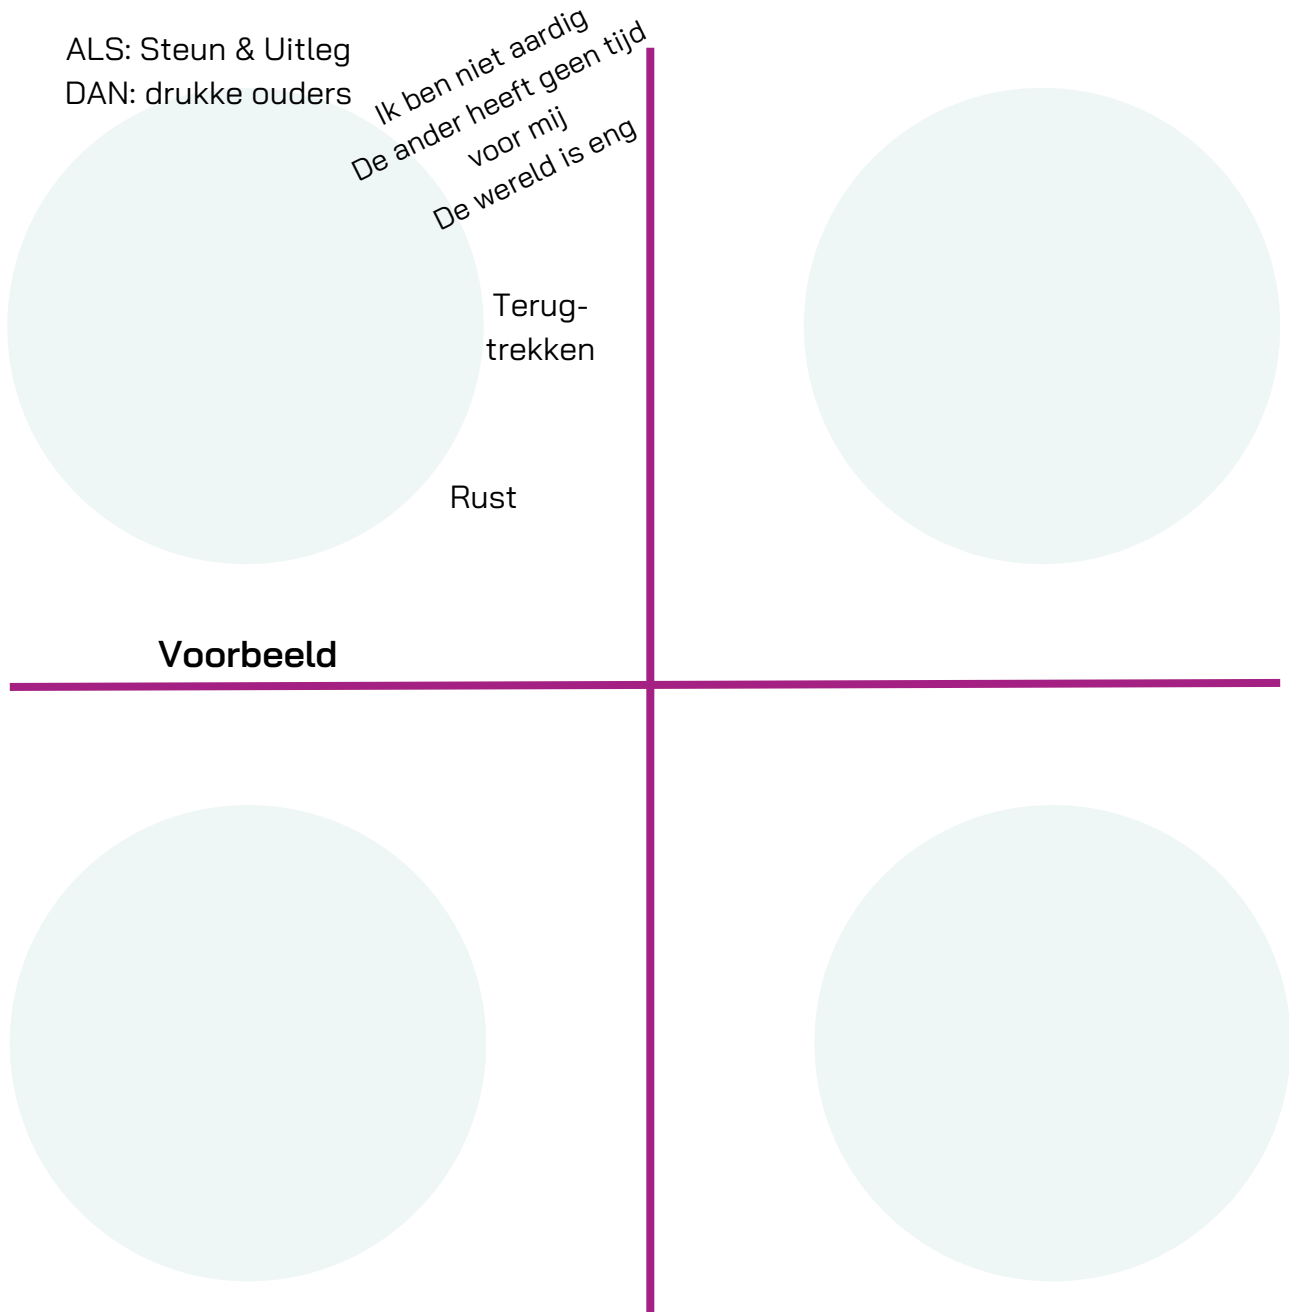 ALS: Steun & Uitleg
DAN: drukke ouders
Ik ben niet aardig
De ander heeft geen tijd
voor mij
De wereld is eng
Terug-
trekken
Rust
Voorbeeld